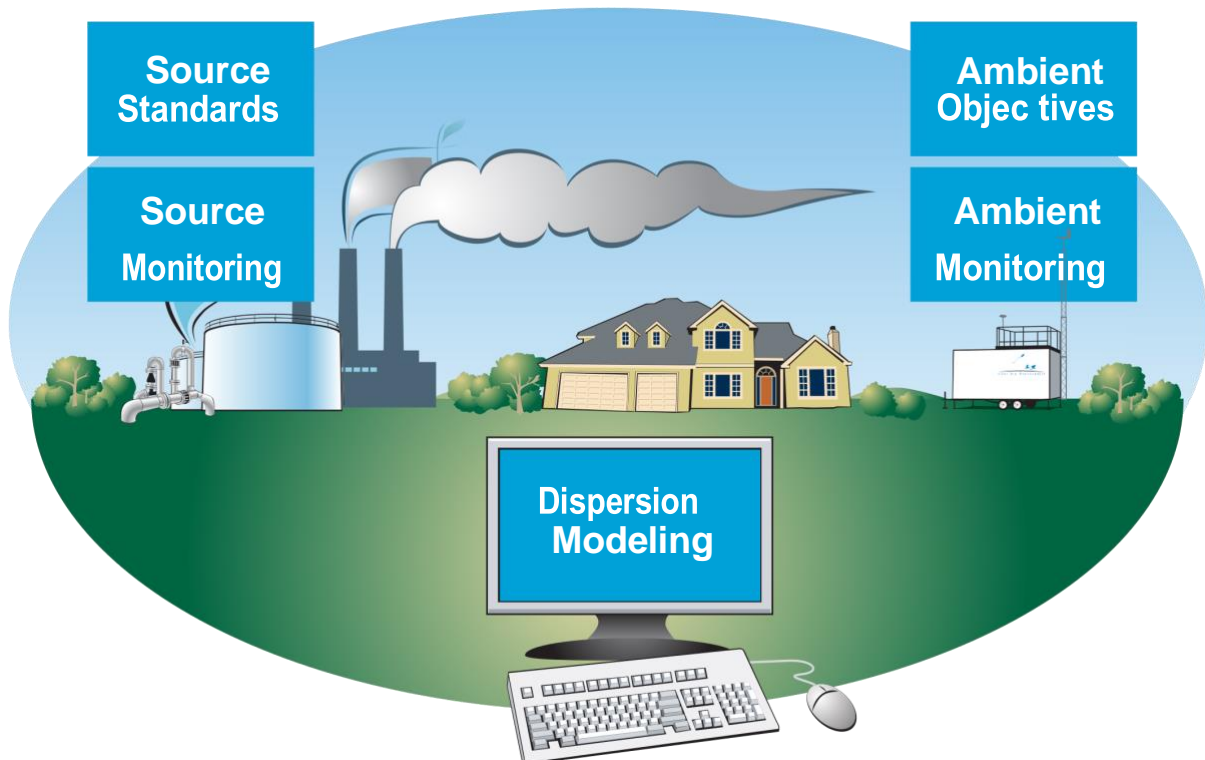 Source
Standards
Ambient
Objec tives
Source
Monitoring
Ambient
Monitoring
Dispersion
Modeling